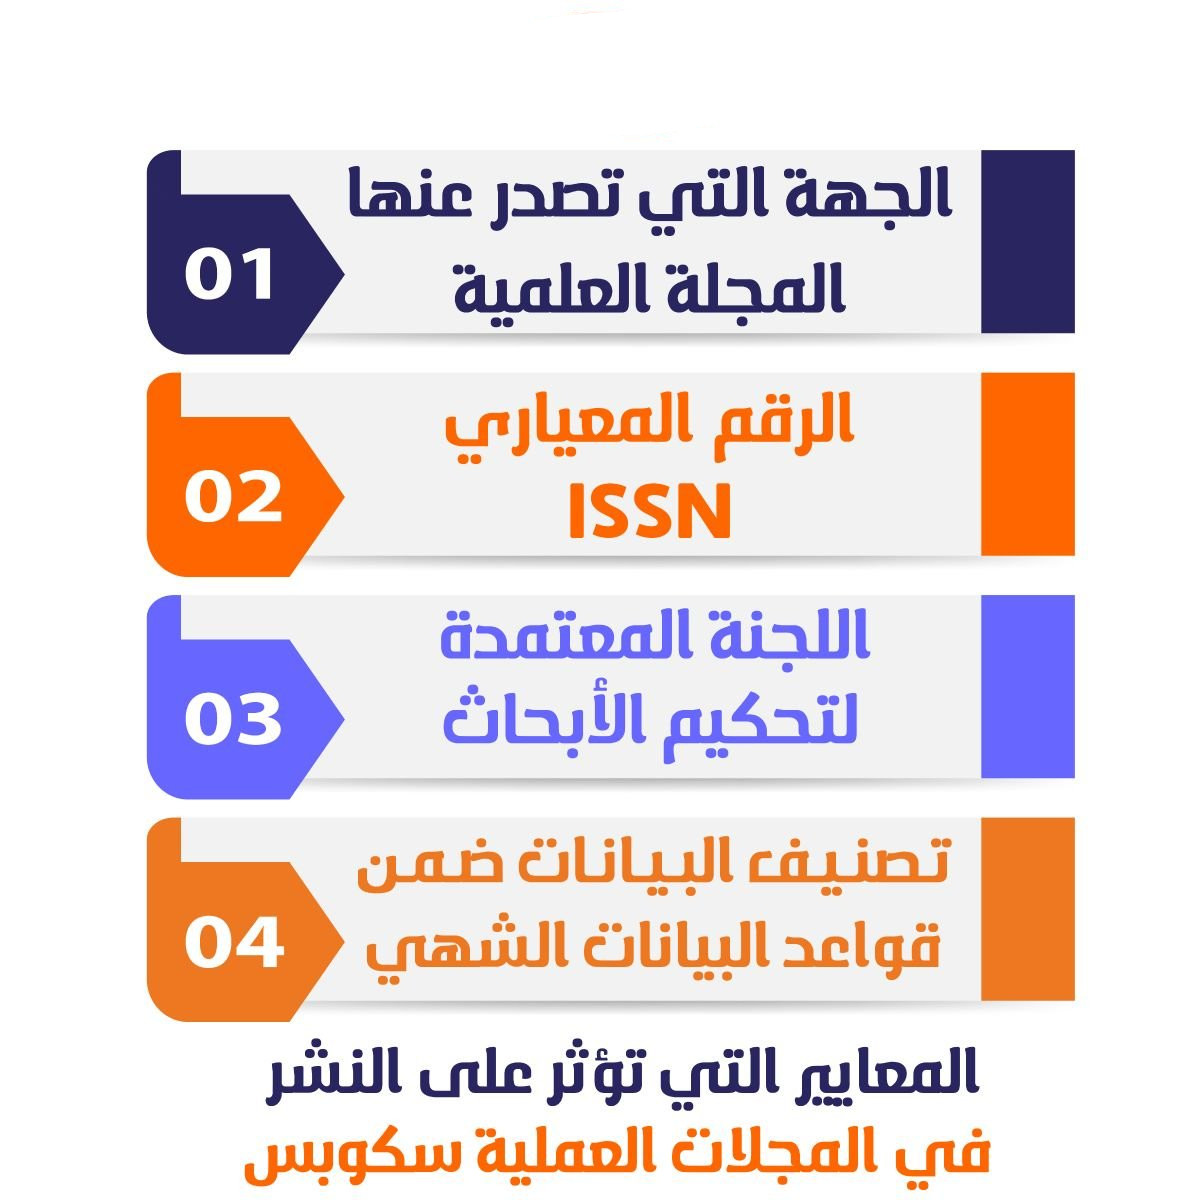 الجهة التي تصدر عنها
المجلة العلمية
01
الرقم المعياري
ISSN
02
اللجنة المعتمدة
لتحكيم الأبحاث
03
تصنيف البيانات ضمن
قواعد البيانات الشهي
04
المعايير التي تؤثر على النشر
في المجلات العملية سكوبس